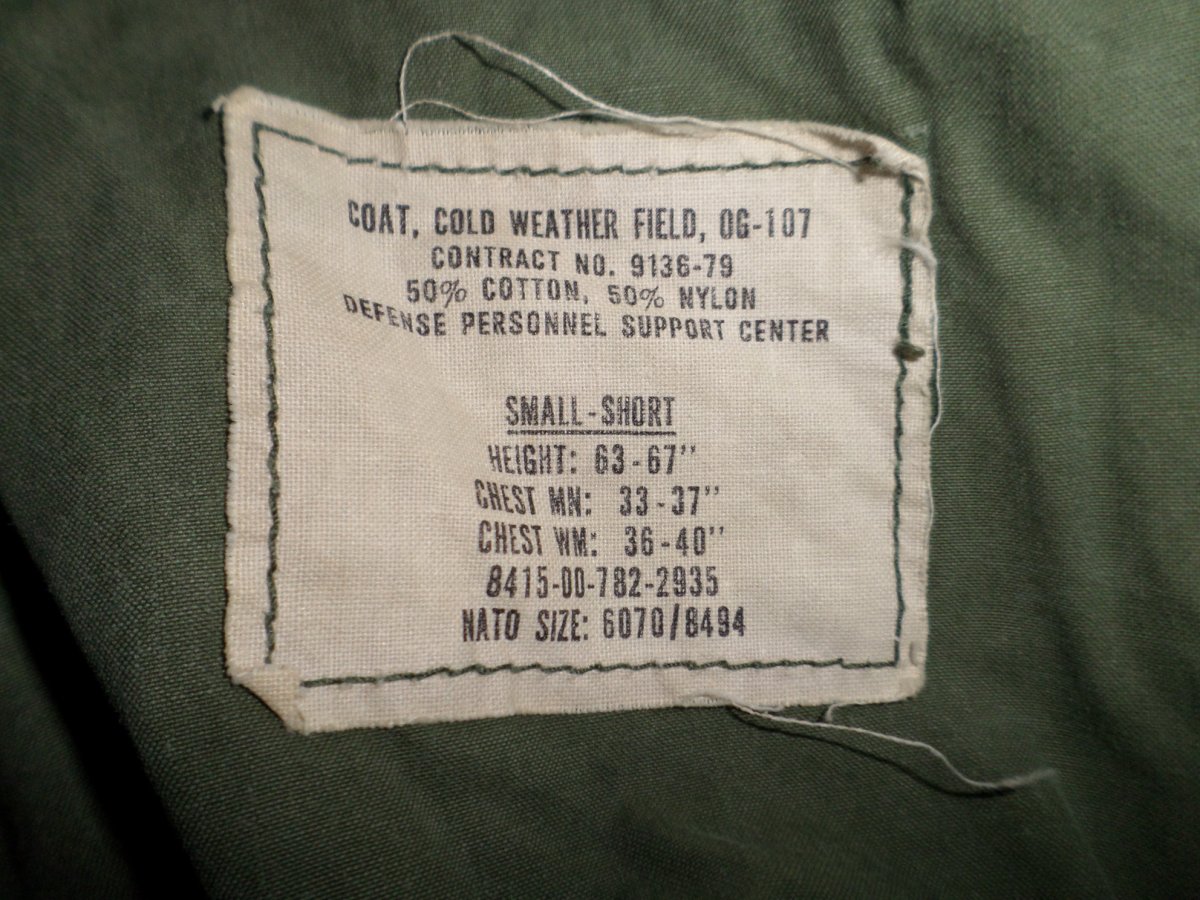 COAT, COLD WEATHER FIELD, OG-107
CONTRACT NO. 9136-79
50% COTTON, 50% NYLON
DEFENSE PERSONNEL SUPPORT CENTER
SMALL-SHORT
HEIGHT: 63-67"
CHEST MN: 33-37"
CHEST WM: 36-40"
8415-00-782-2935
NATO SIZE: 6070/8494